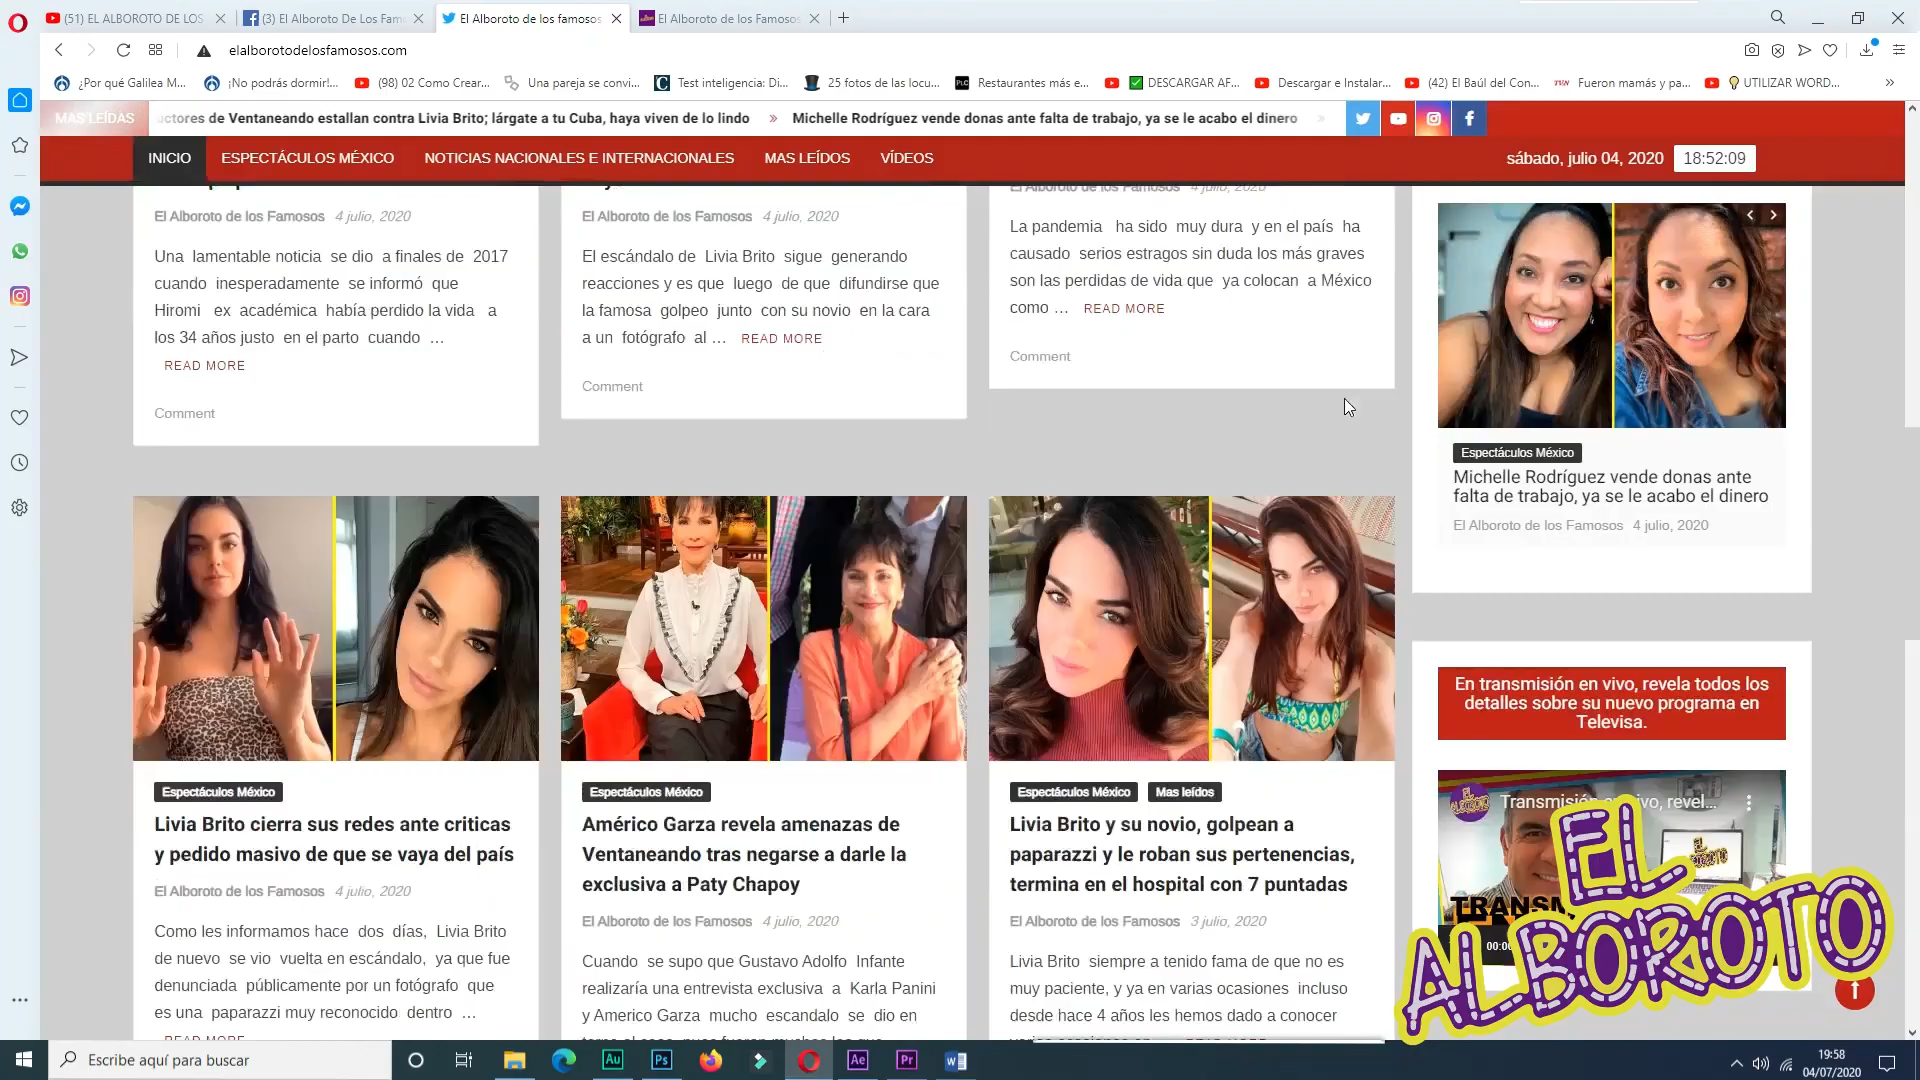 (51) EL ALBOROTO DE LOS
(3) El Alboroto De Los Fam
El Alboroto de los famosos
El Alboroto de los Famosos
elalborotodelosfamosos.com
¿Por qué Galilea M...
¡No podrás dormir!...
(98) 02 Como Crear...
Una pareja se convi...
Test inteligencia: Di...
25 fotos de las locu...
Restaurantes más e...
DESCARGAR AF...
Descargar e Instalar...
(42) El Baúl del Con...
Fueron mamás y pa...
UTILIZAR WORD...
MAS LEÍDAS
uctores de Ventaneando estallan contra Livia Brito; lárgate a tu Cuba, haya viven de lo lindo » Michelle Rodríguez vende donas ante falta de trabajo, ya se le acabo el dinero »
INICIO ESPECTÁCULOS MÉXICO NOTICIAS NACIONALES E INTERNACIONALES MAS LEÍDOS VÍDEOS
sábado, julio 04, 2020 18:52:09
El Alboroto de los Famosos 4 julio, 2020
Una lamentable noticia se dio a finales de 2017
cuando inesperadamente se informó que
Hiromi ex académica había perdido la vida a
los 34 años justo en el parto cuando …
READ MORE
Comment
El Alboroto de los Famosos 4 julio, 2020
El escándalo de Livia Brito sigue generando
reacciones y es que luego de que difundirse que
la famosa golpeo junto con su novio en la cara
a un fotógrafo al … READ MORE
Comment
El Alboroto de los Famosos 4 julio, 2020
La pandemia ha sido muy dura y en el país ha
causado serios estragos sin duda los más graves
son las perdidas de vida que ya colocan a México
como … READ MORE
Comment
Espectáculos México
Michelle Rodríguez vende donas ante
falta de trabajo, ya se le acabo el dinero
El Alboroto de los Famosos 4 julio, 2020
Espectáculos México
Livia Brito cierra sus redes ante criticas
y pedido masivo de que se vaya del país
El Alboroto de los Famosos 4 julio, 2020
Como les informamos hace dos días, Livia Brito
de nuevo se vio vuelta en escándalo, ya que fue
denunciada públicamente por un fotógrafo que
es una paparazzi muy reconocido dentro …
READ MORE
Espectáculos México
Américo Garza revela amenazas de
Ventaneando tras negarse a darle la
exclusiva a Paty Chapoy
El Alboroto de los Famosos 4 julio, 2020
Cuando se supo que Gustavo Adolfo Infante
realizaría una entrevista exclusiva a Karla Panini
y Americo Garza mucho escandalo se dio en
Espectáculos México Mas leídos
Livia Brito y su novio, golpean a
paparazzi y le roban sus pertenencias,
termina en el hospital con 7 puntadas
El Alboroto de los Famosos 3 julio, 2020
Livia Brito siempre a tenido fama de que no es
muy paciente, y ya en varias ocasiones incluso
desde hace 4 años les hemos dado a conocer
En transmisión en vivo, revela todos los
detalles sobre su nuevo programa en
Televisa.
Transmisión en vivo, revel...
EL
ALBOROTO
Escribe aquí para buscar
Au
Ps
Ae
Pr
19:58
04/07/2020